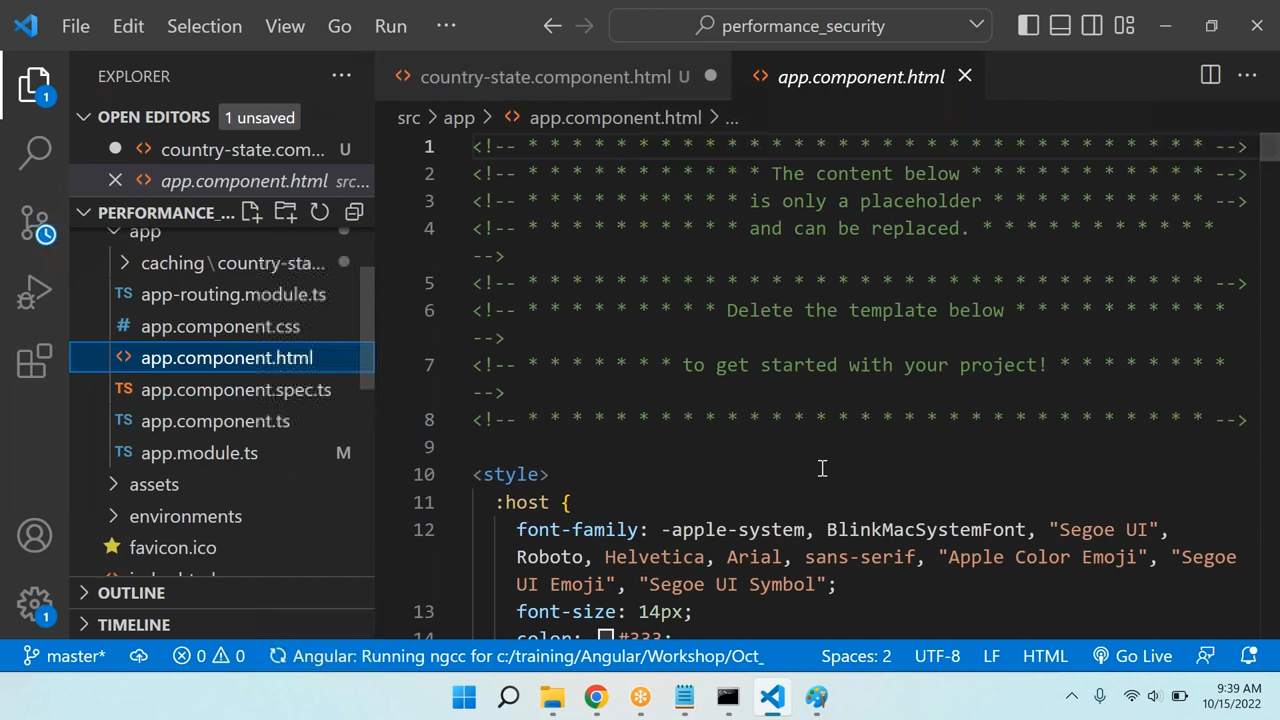 File Edit Selection View Go Run ··· performance_security
EXPLORER ···
OPEN EDITORS 1 unsaved
country-state.com... U
app.component.html src...
PERFORMANCE_...
app
caching\country-sta...
app-routing.module.ts
app.component.css
app.component.html
app.component.spec.ts
app.component.ts
app.module.ts M
assets
environments
favicon.ico
OUTLINE
TIMELINE
1
1
country-state.component.html U
app.component.html
src > app > app.component.html > ...
1 <!-- * * * * * * * * * * * * * * * * * * * * * * * * * * * * * * * -->
2 <!-- * * * * * * * * * * * The content below * * * * * * * * * * * -->
3 <!-- * * * * * * * * * * is only a placeholder * * * * * * * * * * -->
4 <!-- * * * * * * * * * * and can be replaced. * * * * * * * * * * *
-->
5 <!-- * * * * * * * * * * * * * * * * * * * * * * * * * * * * * * * -->
6 <!-- * * * * * * * * * Delete the template below * * * * * * * * * *
-->
7 <!-- * * * * * * * to get started with your project! * * * * * * * *
-->
8 <!-- * * * * * * * * * * * * * * * * * * * * * * * * * * * * * * * -->
9
10 <style>
11 :host {
12 font-family: -apple-system, BlinkMacSystemFont, "Segoe UI",
Roboto, Helvetica, Arial, sans-serif, "Apple Color Emoji", "Segoe
UI Emoji", "Segoe UI Symbol";
13 font-size: 14px;
14 color: #333;
master* 0 0 Angular: Running ngcc for c:/training/Angular/Workshop/Oct_ Spaces: 2 UTF-8 LF HTML Go Live
9:39 AM
10/15/2022